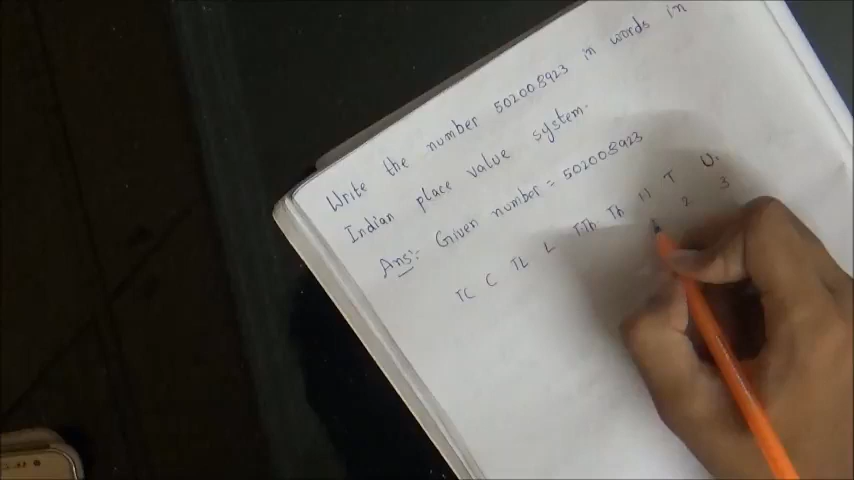 Write the number 502008923 in words in
Indian place value system.
Ans:- Given number = 502008923
TC C TL L T.Th. Th H T U.
2 3